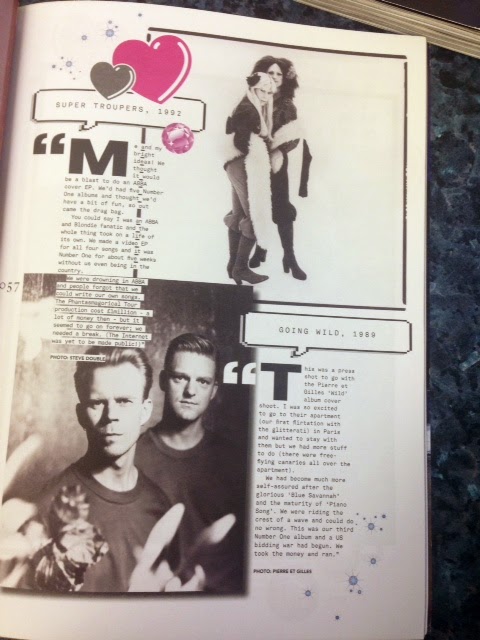 SUPER TROUPERS, 1992
“Me and my
bright
ideas! We
thought
it would
be a blast to do an ABBA
cover EP. We'd had five Number
One albums and thought we'd
have a bit of fun, so out
came the drag bag.
You could say I was an ABBA
and Blondie fanatic and the
whole thing took on a life of
its own. We made a video EP
for all four songs and it was
Number One for about five weeks
without us even being in the
country.
We were drowning in ABBA
and people forgot that we
could write our own songs.
The Phantasmagorical Tour
production cost £1million - a
lot of money then - but it
seemed to go on forever; we
needed a break. (The Internet
was yet to be made public!)"
PHOTO: STEVE DOUBLE
057
GOING WILD, 1989
“This was a press
shot to go with
the Pierre et
Gilles 'Wild'
album cover
shoot. I was so excited
to go to their apartment
(our first flirtation with
the glitterati) in Paris
and wanted to stay with
them but we had more stuff
to do (there were free-
flying canaries all over the
apartment).
We had become much more
self-assured after the
glorious 'Blue Savannah'
and the maturity of 'Piano
Song'. We were riding the
crest of a wave and could do
no wrong. This was our third
Number One album and a US
bidding war had begun. We
took the money and ran."
PHOTO: PIERRE ET GILLES